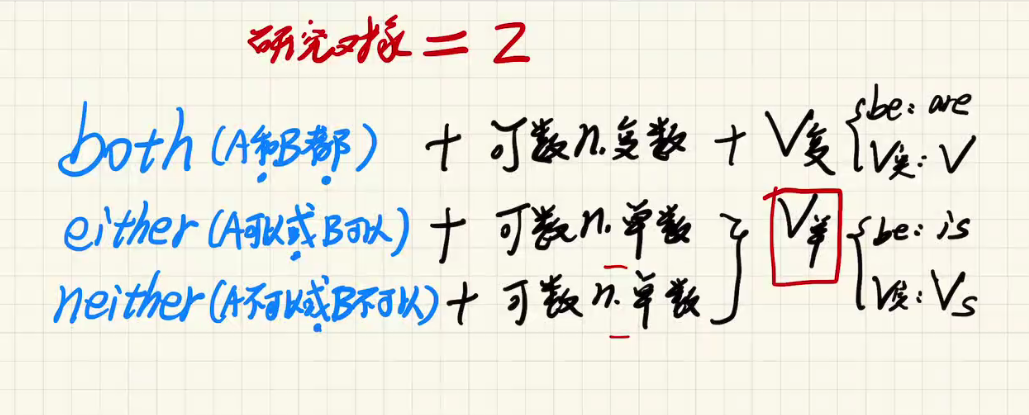 研究对象 = 2
both (A和B都) + 可数n.复数 + V复 { be: are
V实: V
either (A可以或B可以) + 可数n.单数
neither (A不可以或B不可以) + 可数n.单数 } V单 { be: is
V实: Vs